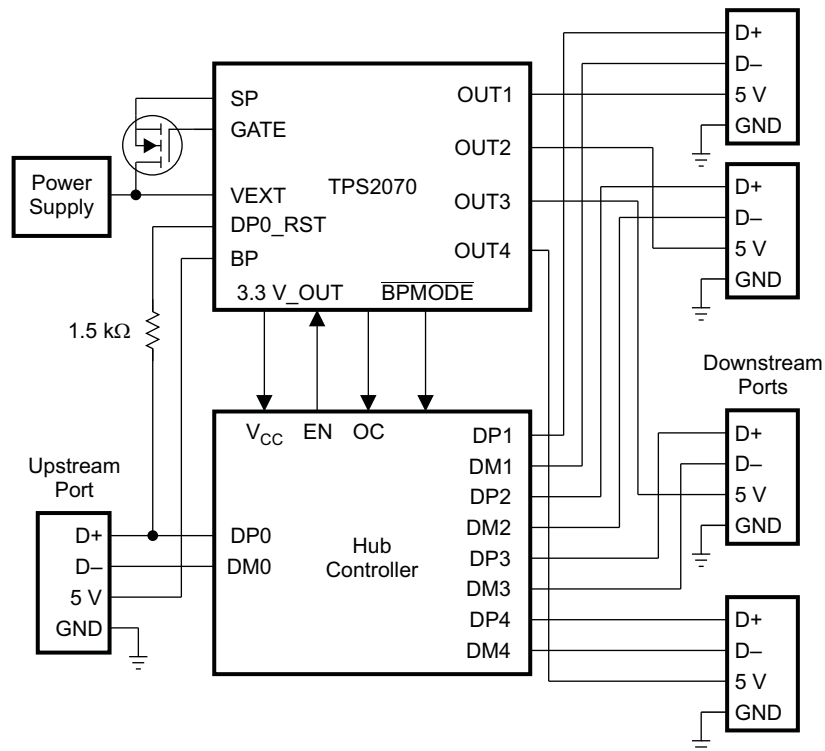 SP
GATE
VEXT
DP0_RST
BP
3.3 V_OUT
BPMODE
TPS2070
OUT1
OUT2
OUT3
OUT4
Power
Supply
1.5 kΩ
Upstream
Port
D+
D–
5 V
GND
VCC
EN
OC
DP0
DM0
Hub
Controller
DP1
DM1
DP2
DM2
DP3
DM3
DP4
DM4
D+
D–
5 V
GND
D+
D–
5 V
GND
Downstream
Ports
D+
D–
5 V
GND
D+
D–
5 V
GND